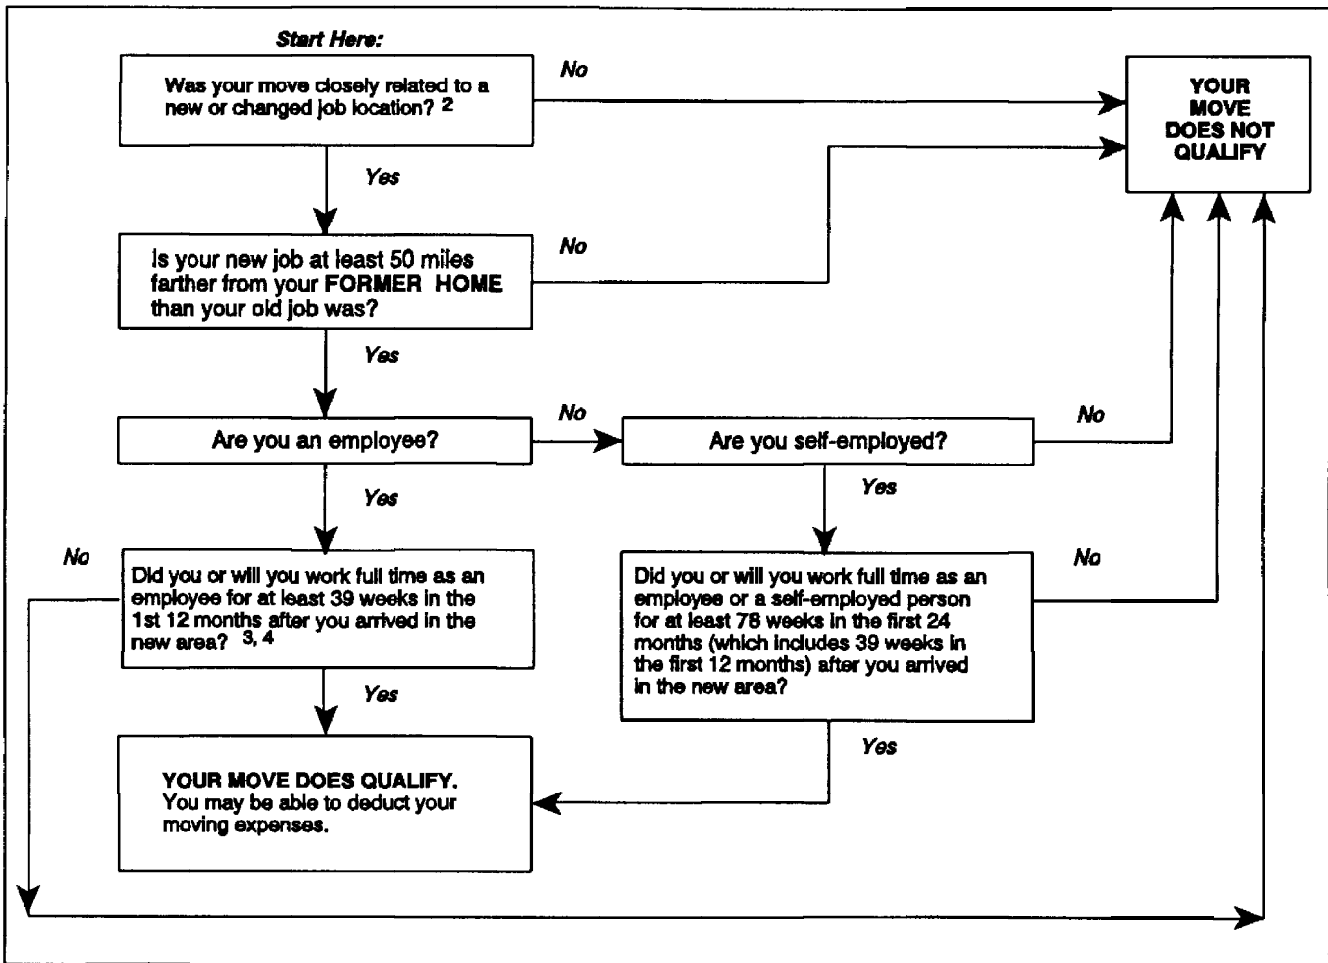 Start Here:
Was your move closely related to a
new or changed job location? 2
No
YOUR
MOVE
DOES NOT
QUALIFY
Yes
Is your new job at least 50 miles
farther from your FORMER HOME
than your old job was?
No
Yes
Are you an employee?
No
Are you self-employed?
No
Yes
Yes
No
Did you or will you work full time as an
employee for at least 39 weeks in the
1st 12 months after you arrived in the
new area? 3, 4
Did you or will you work full time as an
employee or a self-employed person
for at least 78 weeks in the first 24
months (which includes 39 weeks in
the first 12 months) after you arrived
in the new area?
No
Yes
Yes
YOUR MOVE DOES QUALIFY.
You may be able to deduct your
moving expenses.